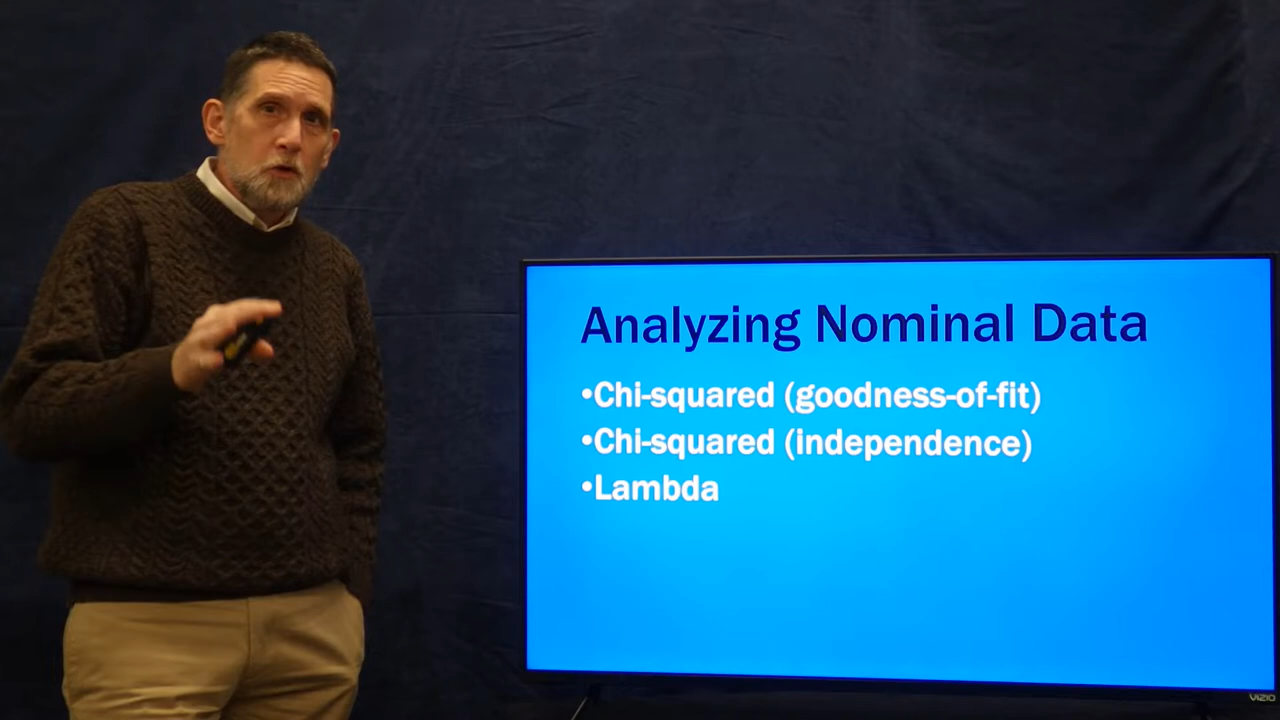 Analyzing Nominal Data
•Chi-squared (goodness-of-fit)
•Chi-squared (independence)
•Lambda
VIZIO